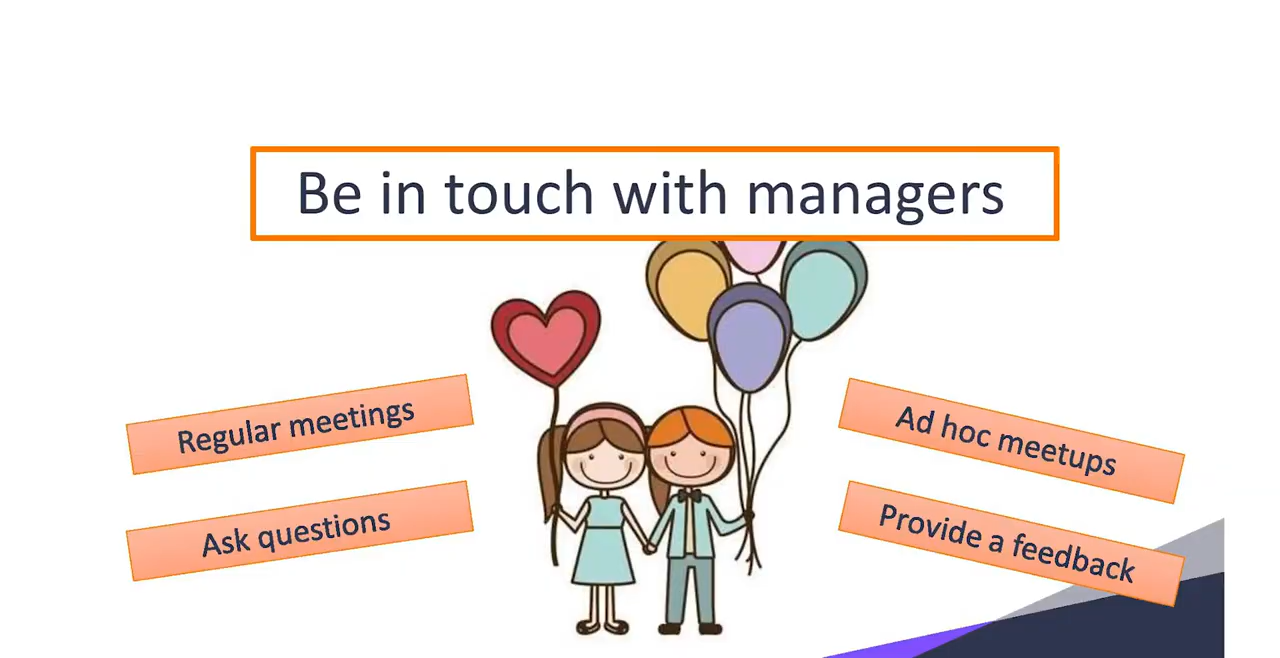 Be in touch with managers
Regular meetings
Ask questions
Ad hoc meetups
Provide a feedback